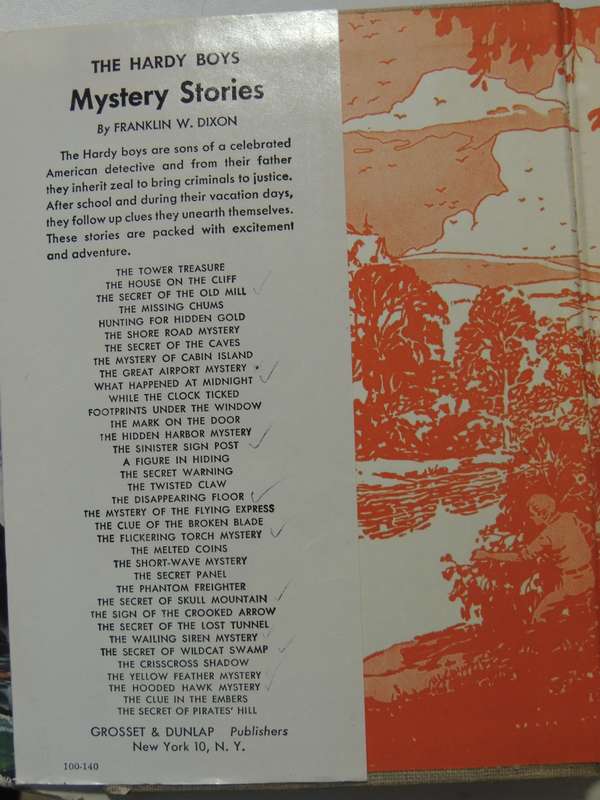 THE HARDY BOYS
Mystery Stories
By FRANKLIN W. DIXON
The Hardy boys are sons of a celebrated
American detective and from their father
they inherit zeal to bring criminals to justice.
After school and during their vacation days,
they follow up clues they unearth themselves.
These stories are packed with excitement
and adventure.
THE TOWER TREASURE
THE HOUSE ON THE CLIFF
THE SECRET OF THE OLD MILL
THE MISSING CHUMS
HUNTING FOR HIDDEN GOLD
THE SHORE ROAD MYSTERY
THE SECRET OF THE CAVES
THE MYSTERY OF CABIN ISLAND
THE GREAT AIRPORT MYSTERY
WHAT HAPPENED AT MIDNIGHT
WHILE THE CLOCK TICKED
FOOTPRINTS UNDER THE WINDOW
THE MARK ON THE DOOR
THE HIDDEN HARBOR MYSTERY
THE SINISTER SIGN POST
A FIGURE IN HIDING
THE SECRET WARNING
THE TWISTED CLAW
THE DISAPPEARING FLOOR
THE MYSTERY OF THE FLYING EXPRESS
THE CLUE OF THE BROKEN BLADE
THE FLICKERING TORCH MYSTERY
THE MELTED COINS
THE SHORT-WAVE MYSTERY
THE SECRET PANEL
THE PHANTOM FREIGHTER
THE SECRET OF SKULL MOUNTAIN
THE SIGN OF THE CROOKED ARROW
THE SECRET OF THE LOST TUNNEL
THE WAILING SIREN MYSTERY
THE SECRET OF WILDCAT SWAMP
THE CRISSCROSS SHADOW
THE YELLOW FEATHER MYSTERY
THE HOODED HAWK MYSTERY
THE CLUE IN THE EMBERS
THE SECRET OF PIRATES' HILL
GROSSET & DUNLAP Publishers
New York 10, N. Y.
100-140